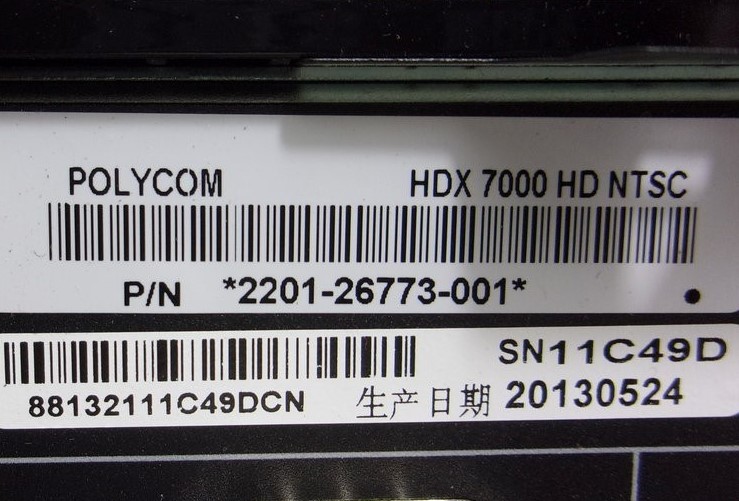 POLYCOM HDX 7000 HD NTSC
P/N *2201-26773-001*
SN11C49D
88132111C49DCN 生产日期 20130524